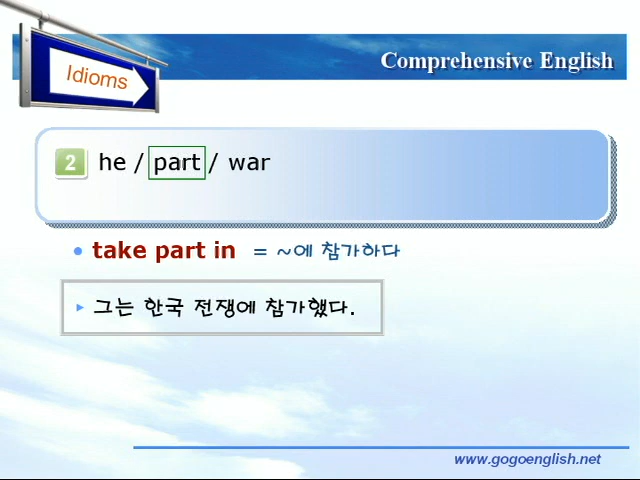 Idioms
Comprehensive English
2 he / part / war
• take part in = ~에 참가하다
▸ 그는 한국 전쟁에 참가했다.
www.gogoenglish.net